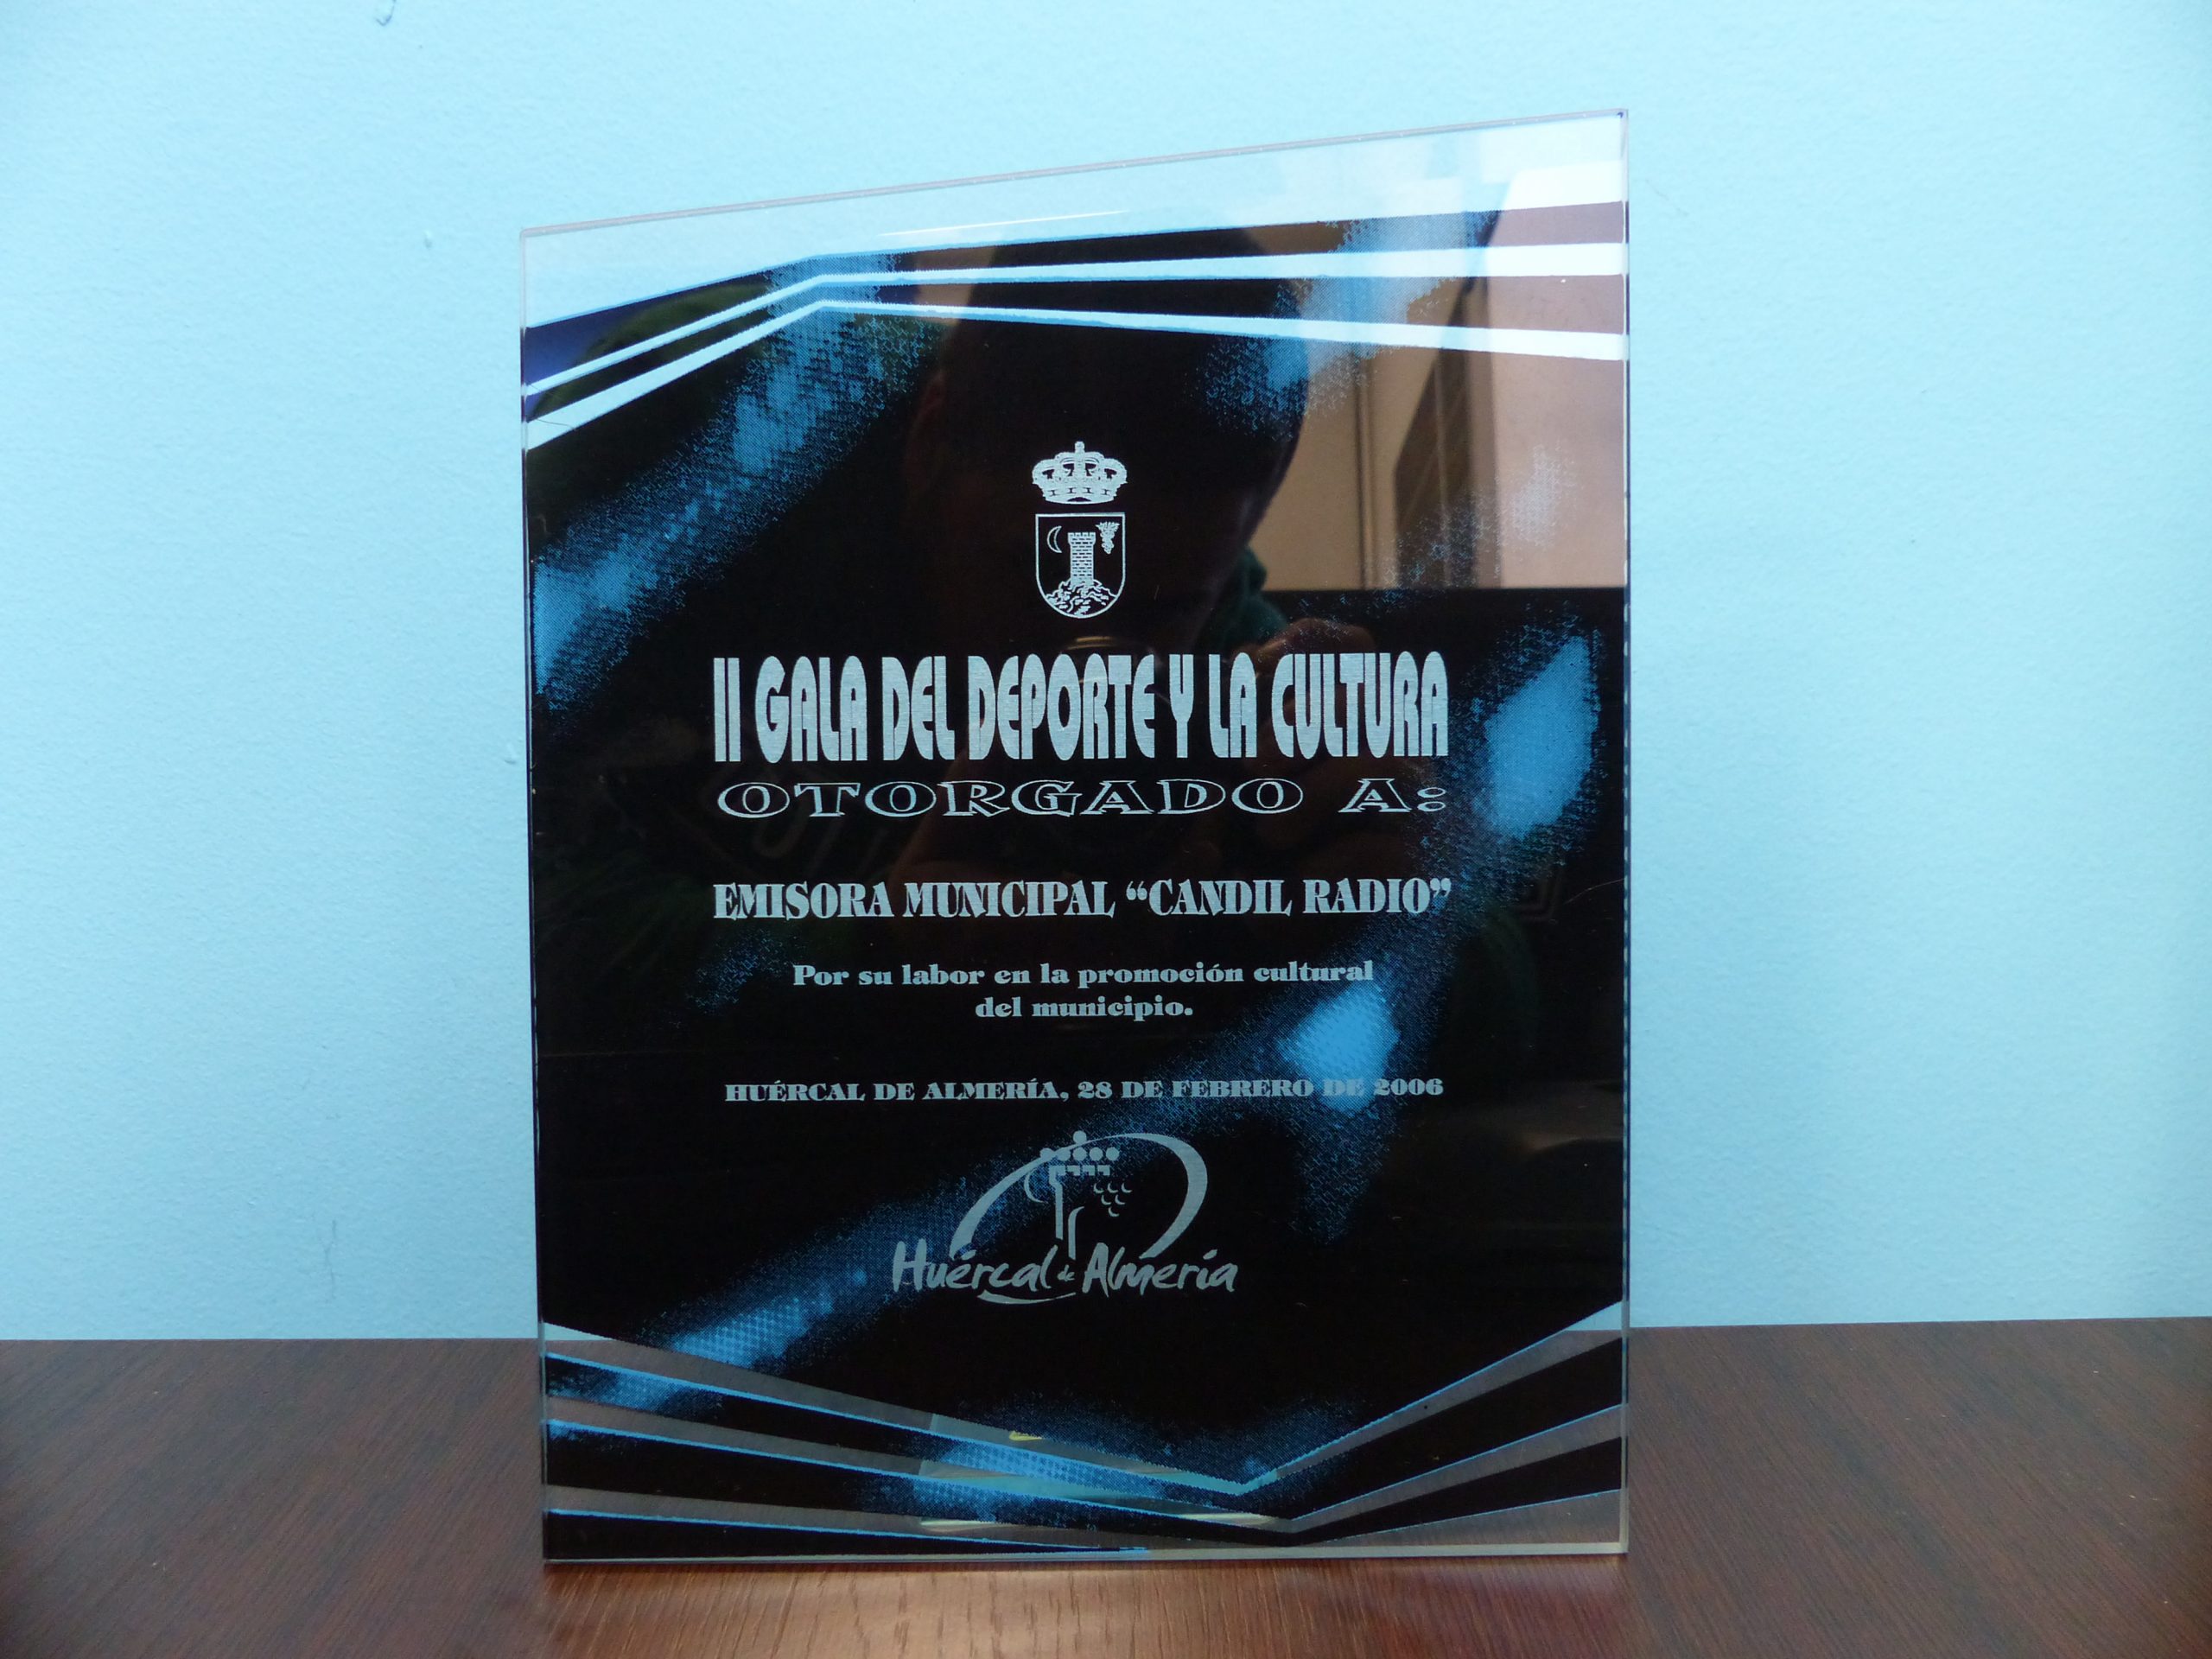 II GALA DEL DEPORTE Y LA CULTURA
OTORGADO A:
EMISORA MUNICIPAL “CANDIL RADIO”
Por su labor en la promoción cultural
del municipio.
HUÉRCAL DE ALMERÍA, 28 DE FEBRERO DE 2006
Huércal de Almería